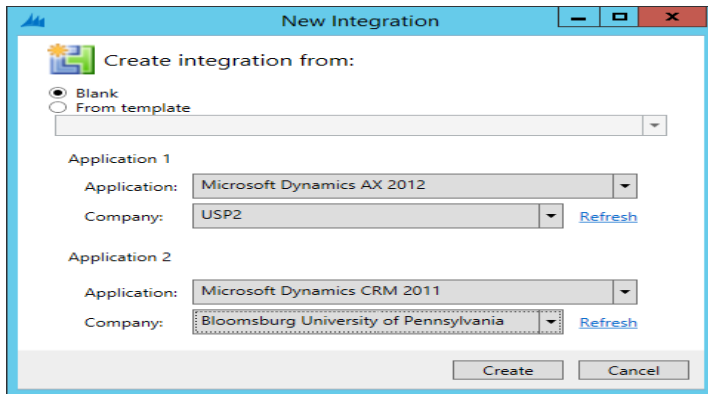 New Integration
Create integration from:
Blank
From template
Application 1
Application: Microsoft Dynamics AX 2012
Company: USP2 Refresh
Application 2
Application: Microsoft Dynamics CRM 2011
Company: Bloomsburg University of Pennsylvania Refresh
Create Cancel